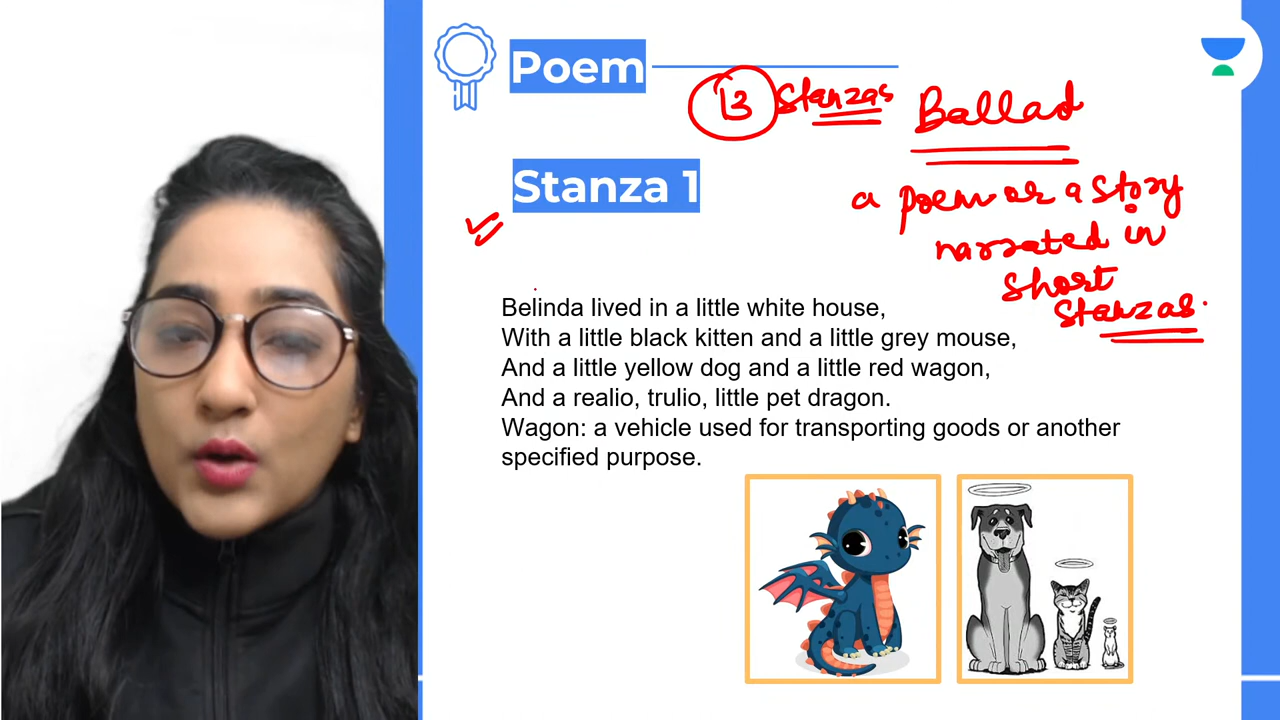 Poem
13 Stanzas Ballad
Stanza 1
a poem or a story
narrated in
short
stanzas.
Belinda lived in a little white house,
With a little black kitten and a little grey mouse,
And a little yellow dog and a little red wagon,
And a realio, trulio, little pet dragon.
Wagon: a vehicle used for transporting goods or another
specified purpose.